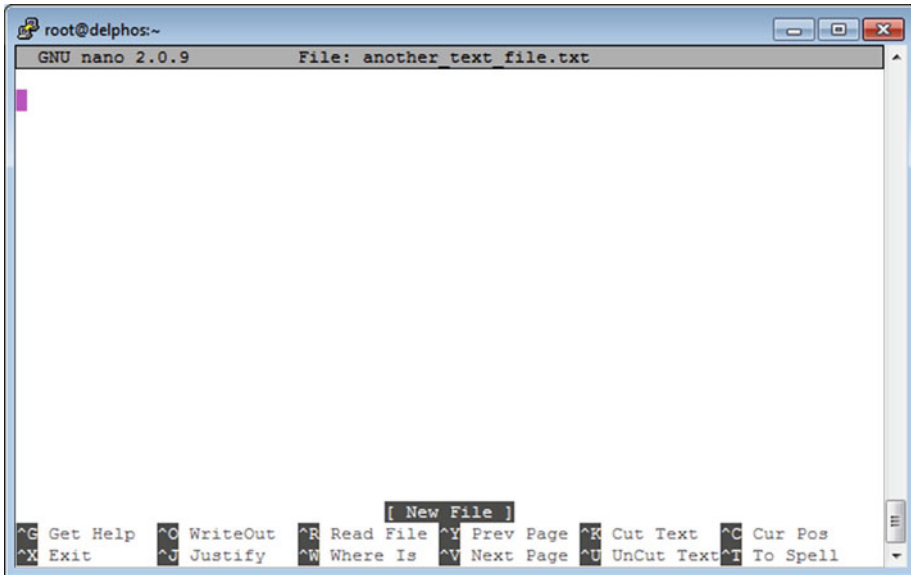 root@delphos:~
GNU nano 2.0.9 File: another_text_file.txt
[ New File ]
^G Get Help ^O WriteOut ^R Read File ^Y Prev Page ^K Cut Text ^C Cur Pos
^X Exit ^J Justify ^W Where Is ^V Next Page ^U UnCut Text ^T To Spell